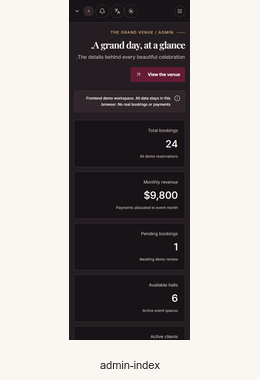 THE GRAND VENUE / ADMIN
.A grand day, at a glance
.The details behind every beautiful celebration
View the venue
Frontend demo workspace. All data stays in this
.browser. No real bookings or payments
Total bookings
24
All demo reservations
Monthly revenue
$9,800
Payments allocated to event month
Pending bookings
1
Awaiting demo review
Available halls
6
Active event spaces
Active clients
admin-index